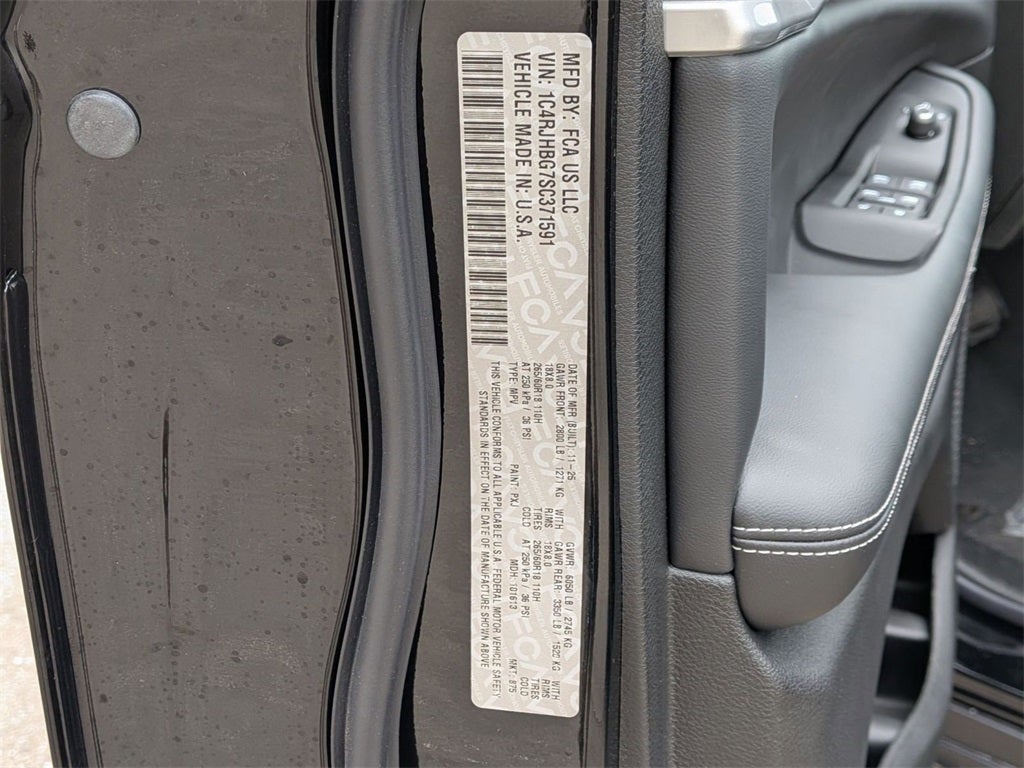 MFD BY: FCA US LLC
VIN: 1C4RJHBG7SC371591
VEHICLE MADE IN: U.S.A
DATE OF MFR (BUILT): 11-25 GVWR: 6050 LB / 2745 KG
GAWR FRONT: 2800 LB / 1271 KG WITH GAWR REAR: 3350 LB / 1520 KG WITH
18X8.0 RIMS 18X8.0 RIMS
265/60R18 110H TIRES 265/60R18 110H TIRES
AT 250 kPa / 36 PSI COLD AT 250 kPa / 36 PSI COLD
TYPE: MPV PAINT: PXJ MDH: 101613 MKT: 875
THIS VEHICLE CONFORMS TO ALL APPLICABLE U.S.A. FEDERAL MOTOR VEHICLE SAFETY
STANDARDS IN EFFECT ON THE DATE OF MANUFACTURE SHOWN ABOVE